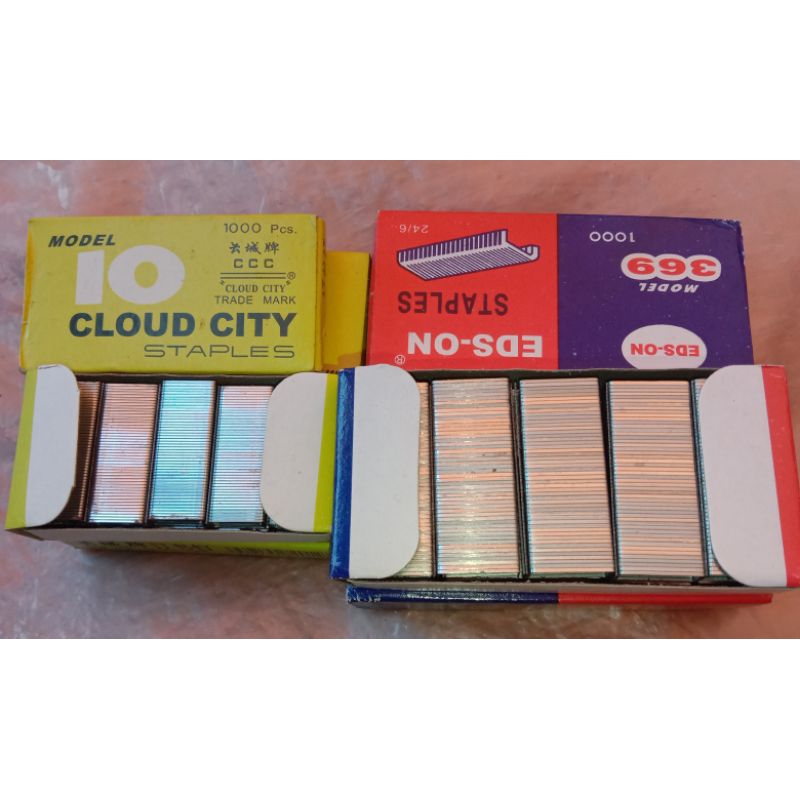 MODEL
10
1000 Pcs.
长城牌
CCC
®
"CLOUD CITY"
TRADE MARK
CLOUD CITY
STAPLES
EDS-ON®
STAPLES
24/6
EDS-ON
MODEL
369
1000